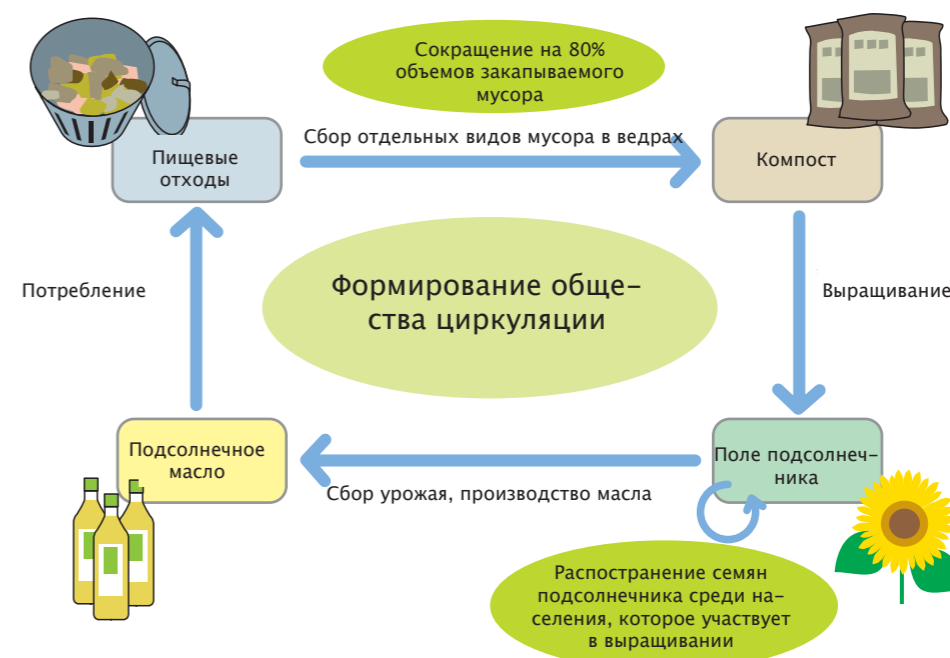 Сокращение на 80%
объемов закапываемого
мусора
Сбор отдельных видов мусора в ведрах
Пищевые
отходы
Компост
Формирование обще-
ства циркуляции
Потребление
Выращивание
Подсолнечное
масло
Поле подсолнеч-
ника
Сбор урожая, производство масла
Распостранение семян
подсолнечника среди на-
селения, которое участвует
в выращивании